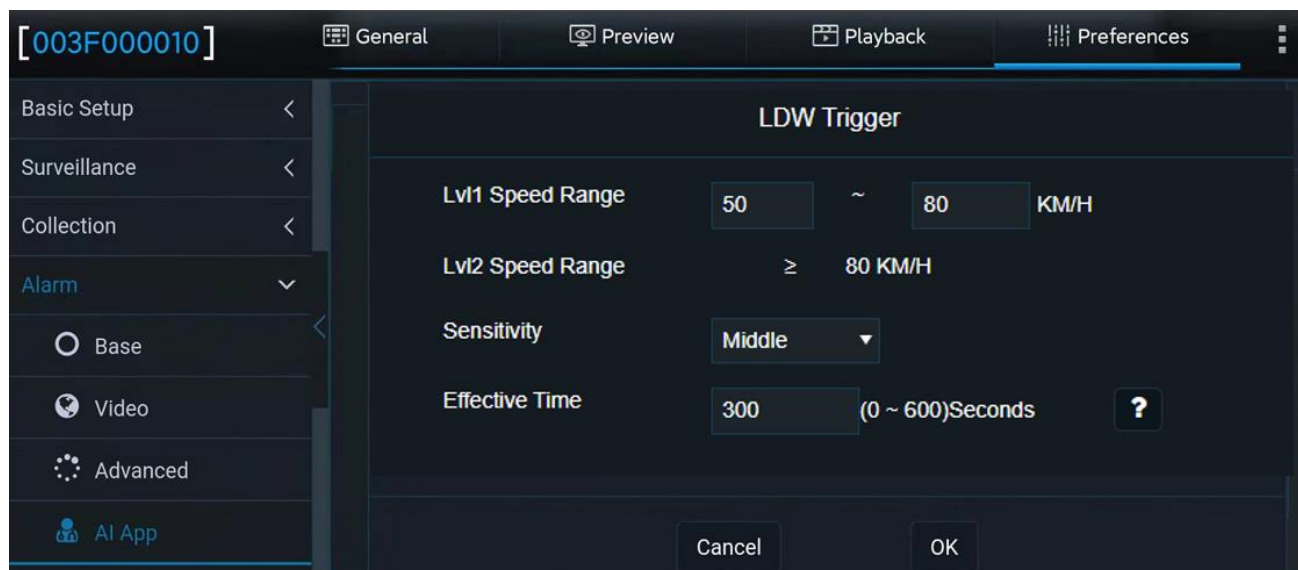 [003F000010]
General
Preview
Playback
Preferences
Basic Setup
Surveillance
Collection
Alarm
Base
Video
Advanced
AI App
LDW Trigger
Lvl1 Speed Range 50 ~ 80 KM/H
Lvl2 Speed Range ≥ 80 KM/H
Sensitivity Middle
Effective Time 300 (0 ~ 600)Seconds ?
Cancel OK